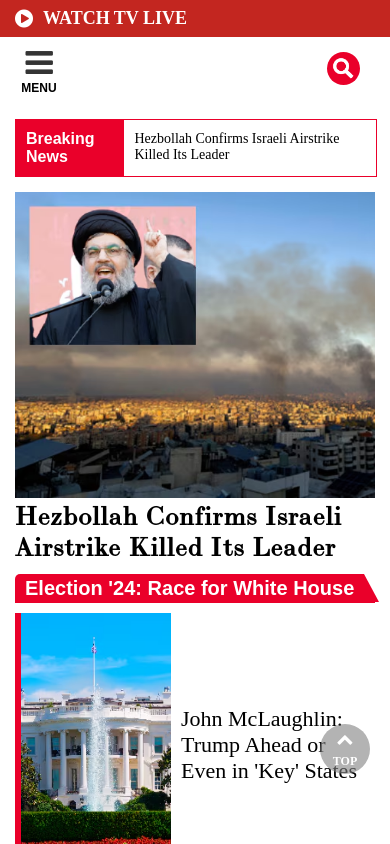 WATCH TV LIVE
MENU
Breaking
News
Hezbollah Confirms Israeli Airstrike
Killed Its Leader
Hezbollah Confirms Israeli
Airstrike Killed Its Leader
Election '24: Race for White House
John McLaughlin:
Trump Ahead or
Even in 'Key' States
TOP